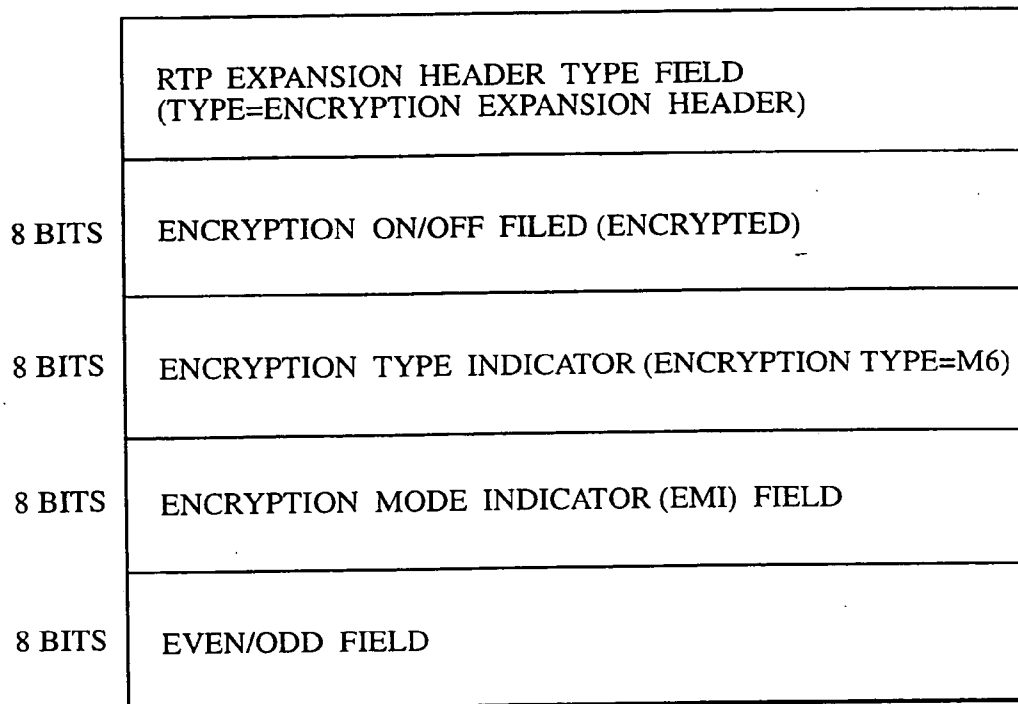 RTP EXPANSION HEADER TYPE FIELD
(TYPE=ENCRYPTION EXPANSION HEADER)
8 BITS ENCRYPTION ON/OFF FILED (ENCRYPTED)
8 BITS ENCRYPTION TYPE INDICATOR (ENCRYPTION TYPE=M6)
8 BITS ENCRYPTION MODE INDICATOR (EMI) FIELD
8 BITS EVEN/ODD FIELD